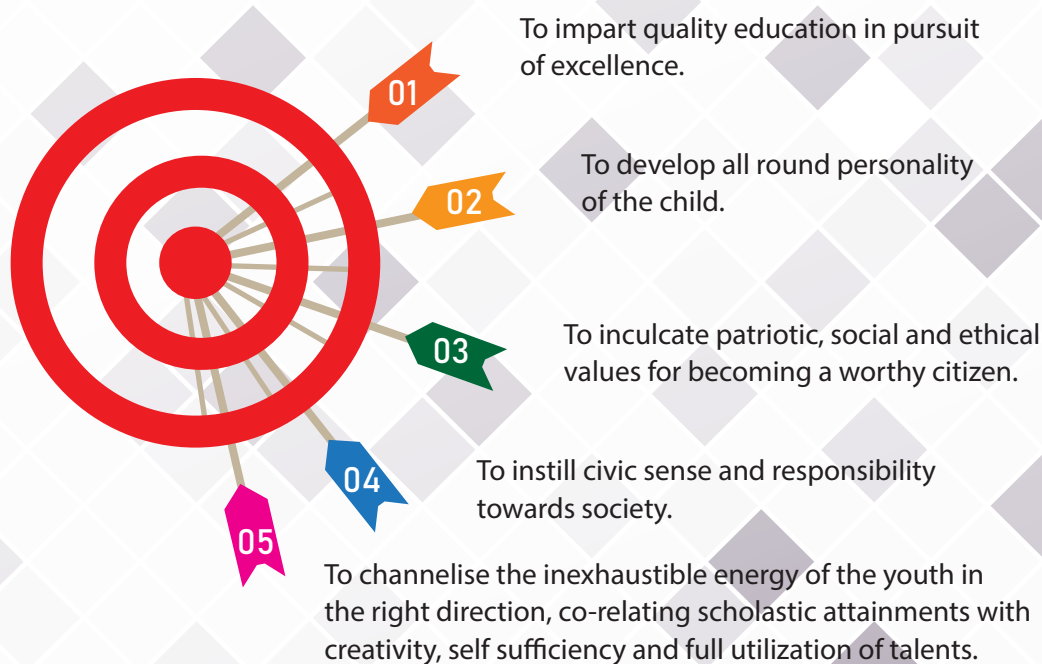 01
To impart quality education in pursuit
of excellence.
02
To develop all round personality
of the child.
03
To inculcate patriotic, social and ethical
values for becoming a worthy citizen.
04
To instill civic sense and responsibility
towards society.
05
To channelise the inexhaustible energy of the youth in
the right direction, co-relating scholastic attainments with
creativity, self sufficiency and full utilization of talents.